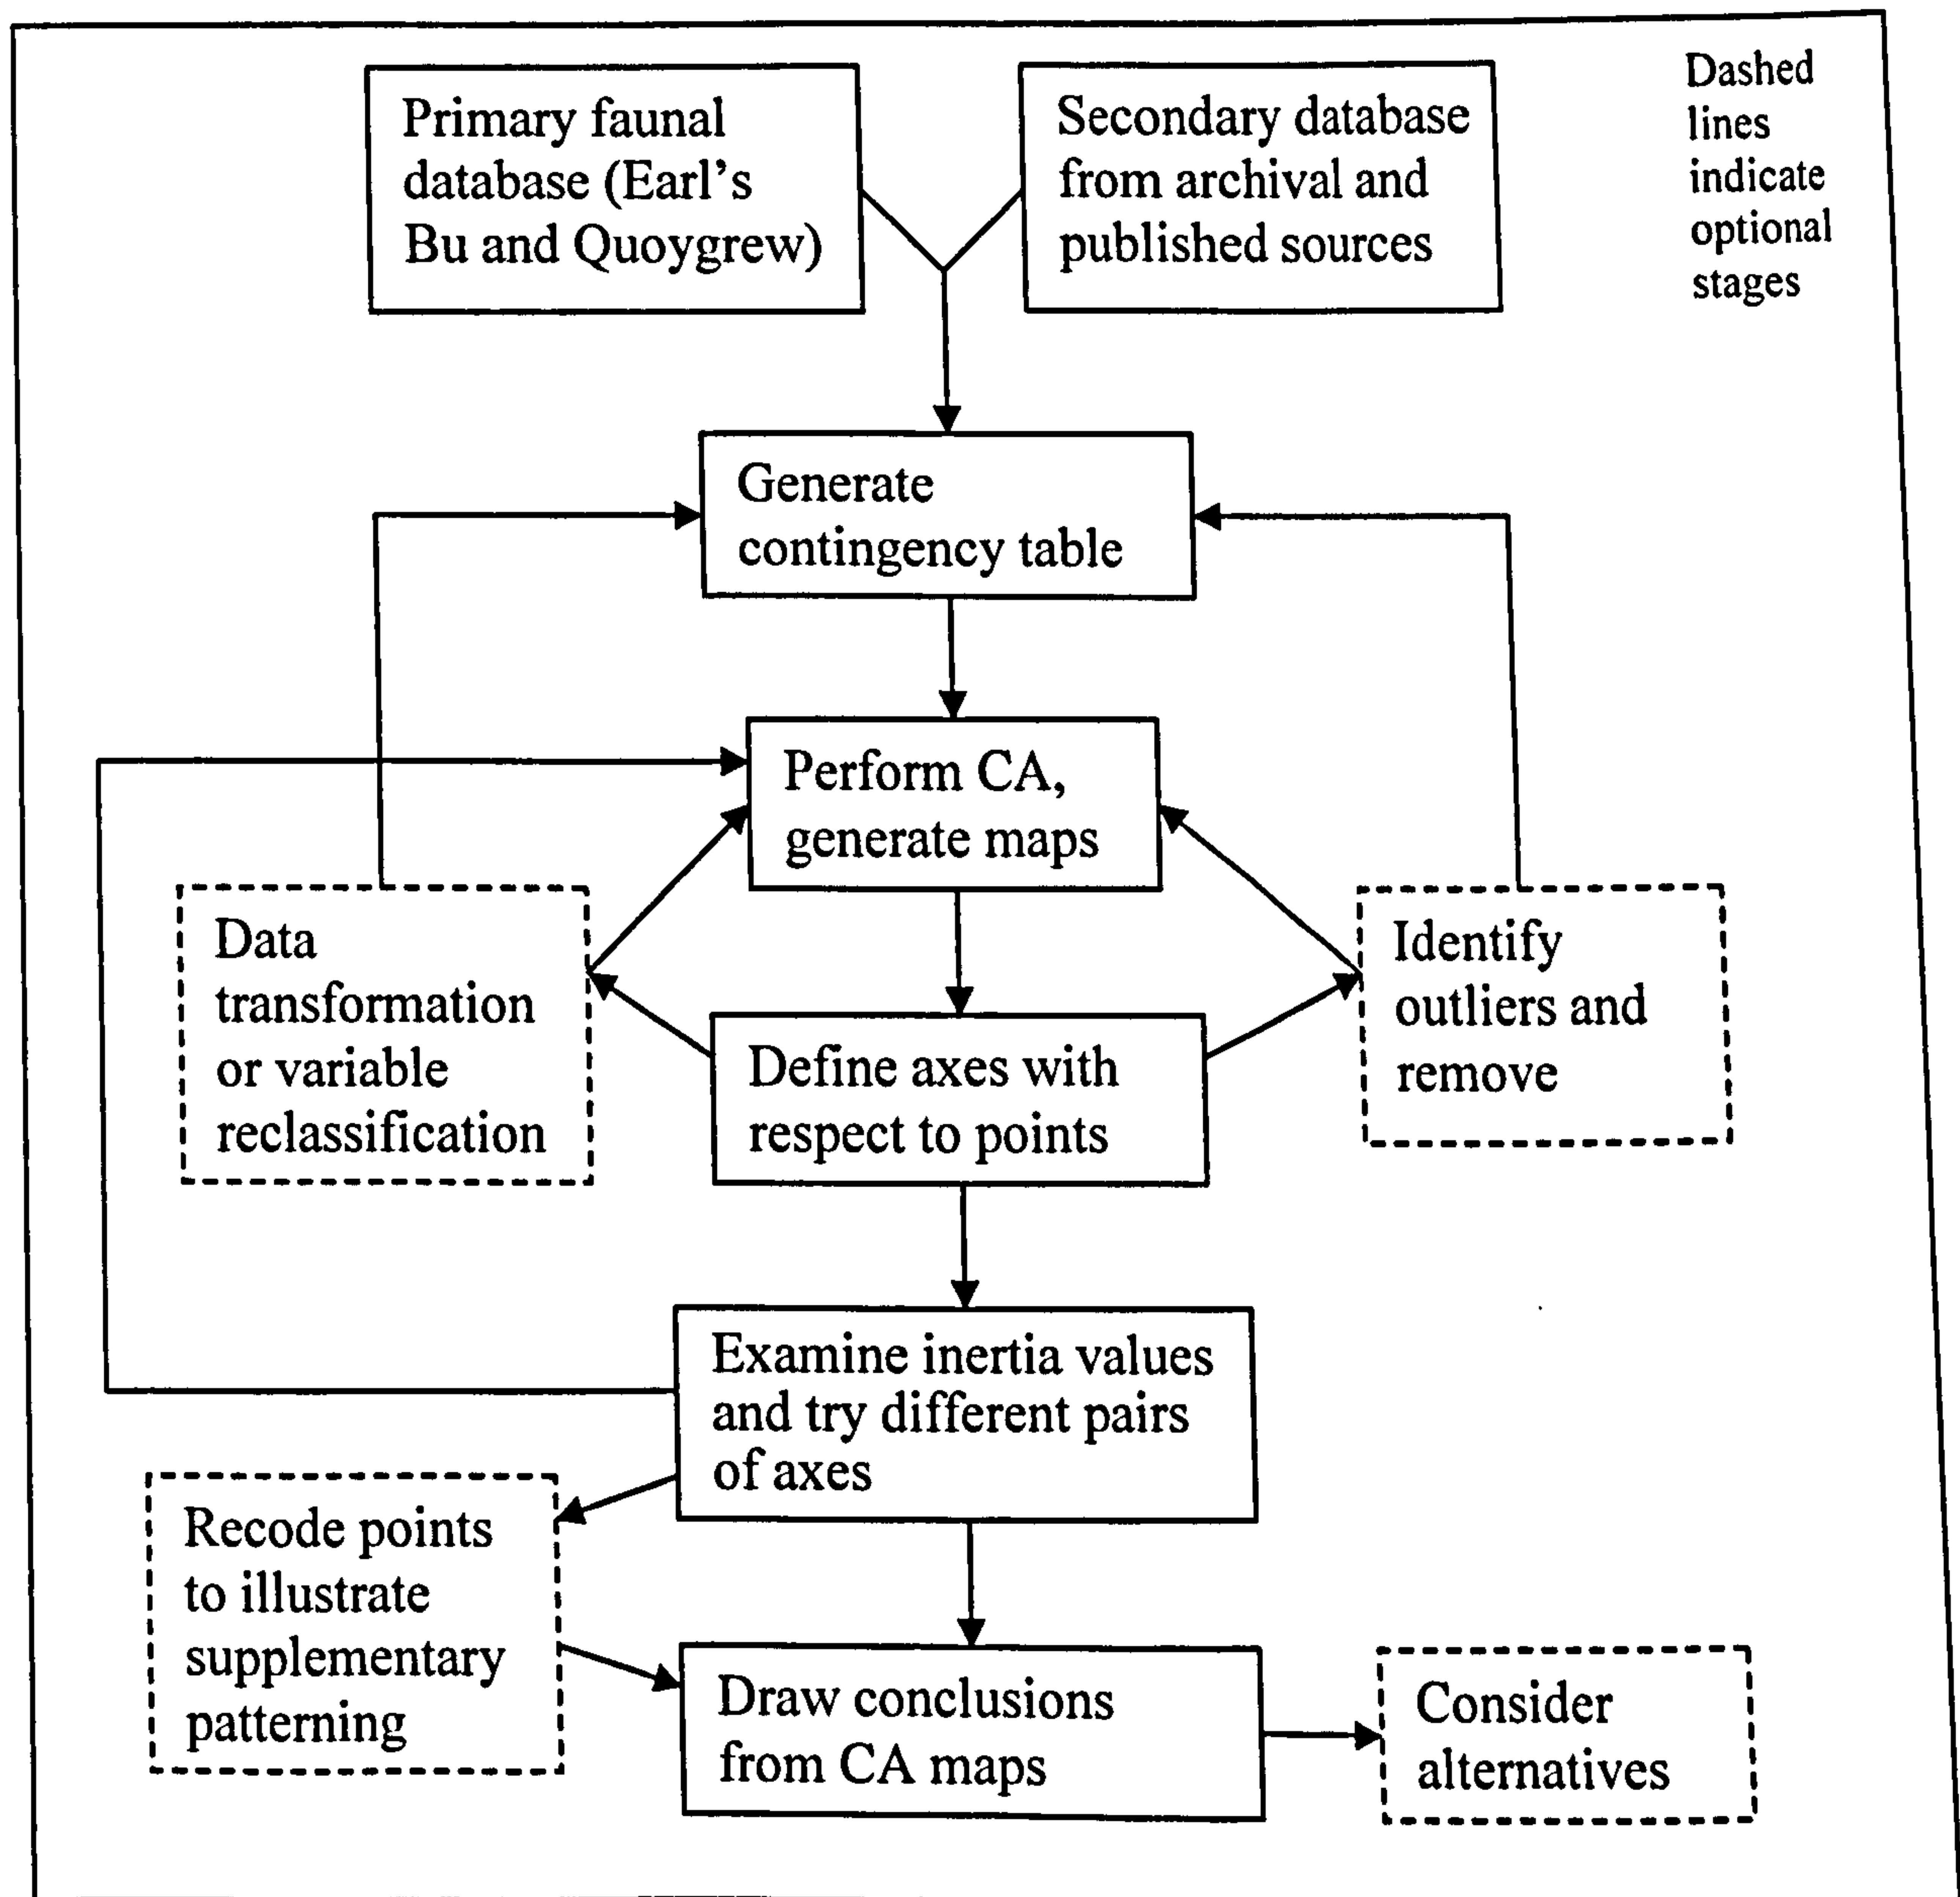 Primary faunal
database (Earl's
Bu and Quoygrew)
Secondary database
from archival and
published sources
Dashed
lines
indicate
optional
stages
Generate
contingency table
Perform CA,
generate maps
Data
transformation
or variable
reclassification
Identify
outliers and
remove
Define axes with
respect to points
Examine inertia values
and try different pairs
of axes
Recode points
to illustrate
supplementary
patterning
Draw conclusions
from CA maps
Consider
alternatives